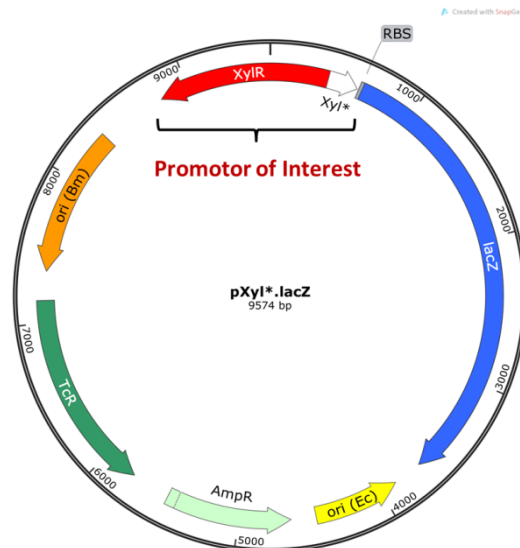 Created with SnapGe
RBS
9000
XylR
Xyl*
1000
Promotor of Interest
8000
ori (Bm)
2000
lacZ
pXyl*.lacZ
9574 bp
7000
TcR
3000
6000
AmpR
ori (Ec)
4000
5000